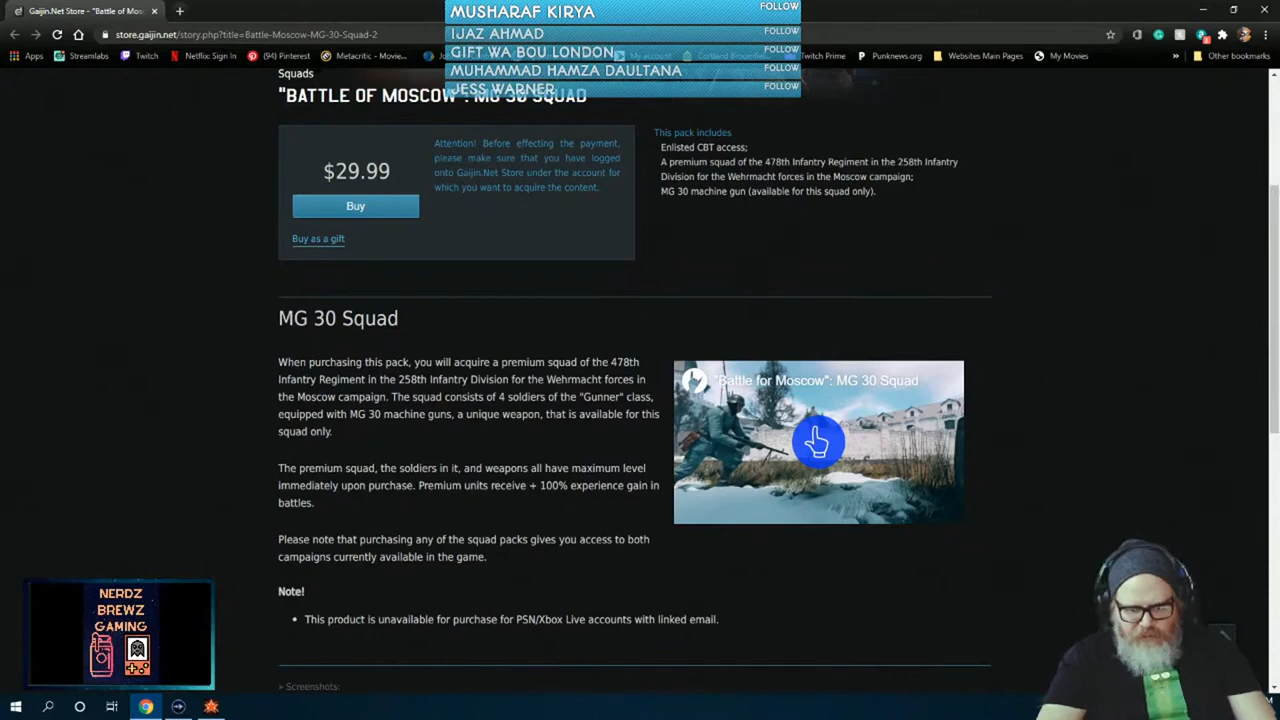 Gaijin.Net Store - "Battle of Mosc
store.gaijin.net/story.php?title=Battle-Moscow-MG-30-Squad-2
Apps
Streamlabs
Twitch
Netflix Sign In
(4) Pinterest
Metacritic - Movie...
My account
Twitch Prime
Punknews.org
Websites Main Pages
My Movies
»
Other bookmarks
MUSHARAF KIRYA FOLLOW
IJAZ AHMAD FOLLOW
GIFT WA BOU LONDON FOLLOW
MUHAMMAD HAMZA DAULTANA FOLLOW
JESS WARNER FOLLOW
Squads
"BATTLE OF MOSCOW": MG 30 SQUAD
$29.99
Buy
Buy as a gift
Attention! Before effecting the payment,
please make sure that you have logged
onto Gaijin.Net Store under the account for
which you want to acquire the content.
This pack includes
Enlisted CBT access;
A premium squad of the 478th Infantry Regiment in the 258th Infantry
Division for the Wehrmacht forces in the Moscow campaign;
MG 30 machine gun (available for this squad only).
MG 30 Squad
When purchasing this pack, you will acquire a premium squad of the 478th
Infantry Regiment in the 258th Infantry Division for the Wehrmacht forces in
the Moscow campaign. The squad consists of 4 soldiers of the "Gunner" class,
equipped with MG 30 machine guns, a unique weapon, that is available for this
squad only.
The premium squad, the soldiers in it, and weapons all have maximum level
immediately upon purchase. Premium units receive + 100% experience gain in
battles.
Please note that purchasing any of the squad packs gives you access to both
campaigns currently available in the game.
"Battle for Moscow": MG 30 Squad
Note!
• This product is unavailable for purchase for PSN/Xbox Live accounts with linked email.
» Screenshots:
NERDZ
BREWZ
GAMING